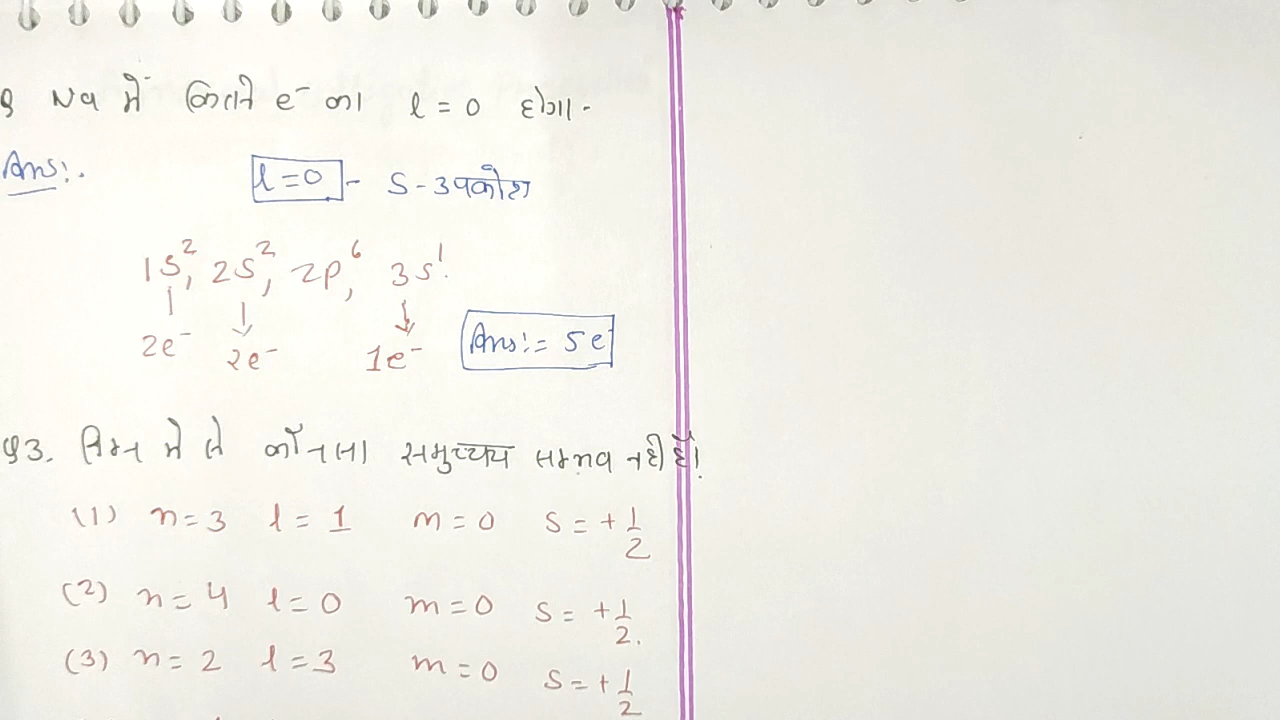 Q Na में कितने e⁻ का l = 0 होगा -
Ans:.
l = 0 - S - उपकोश
1S², 2S², 2p⁶, 3s¹.
2e⁻ 2e⁻ 1e⁻
Ans:= 5e⁻
Q3. निम्न में से कौनसा समुच्चय सम्भव नहीं है।
(1) n=3 l=1 m=0 S=+1/2
(2) n=4 l=0 m=0 S=+1/2.
(3) n=2 l=3 m=0 S=+1/2